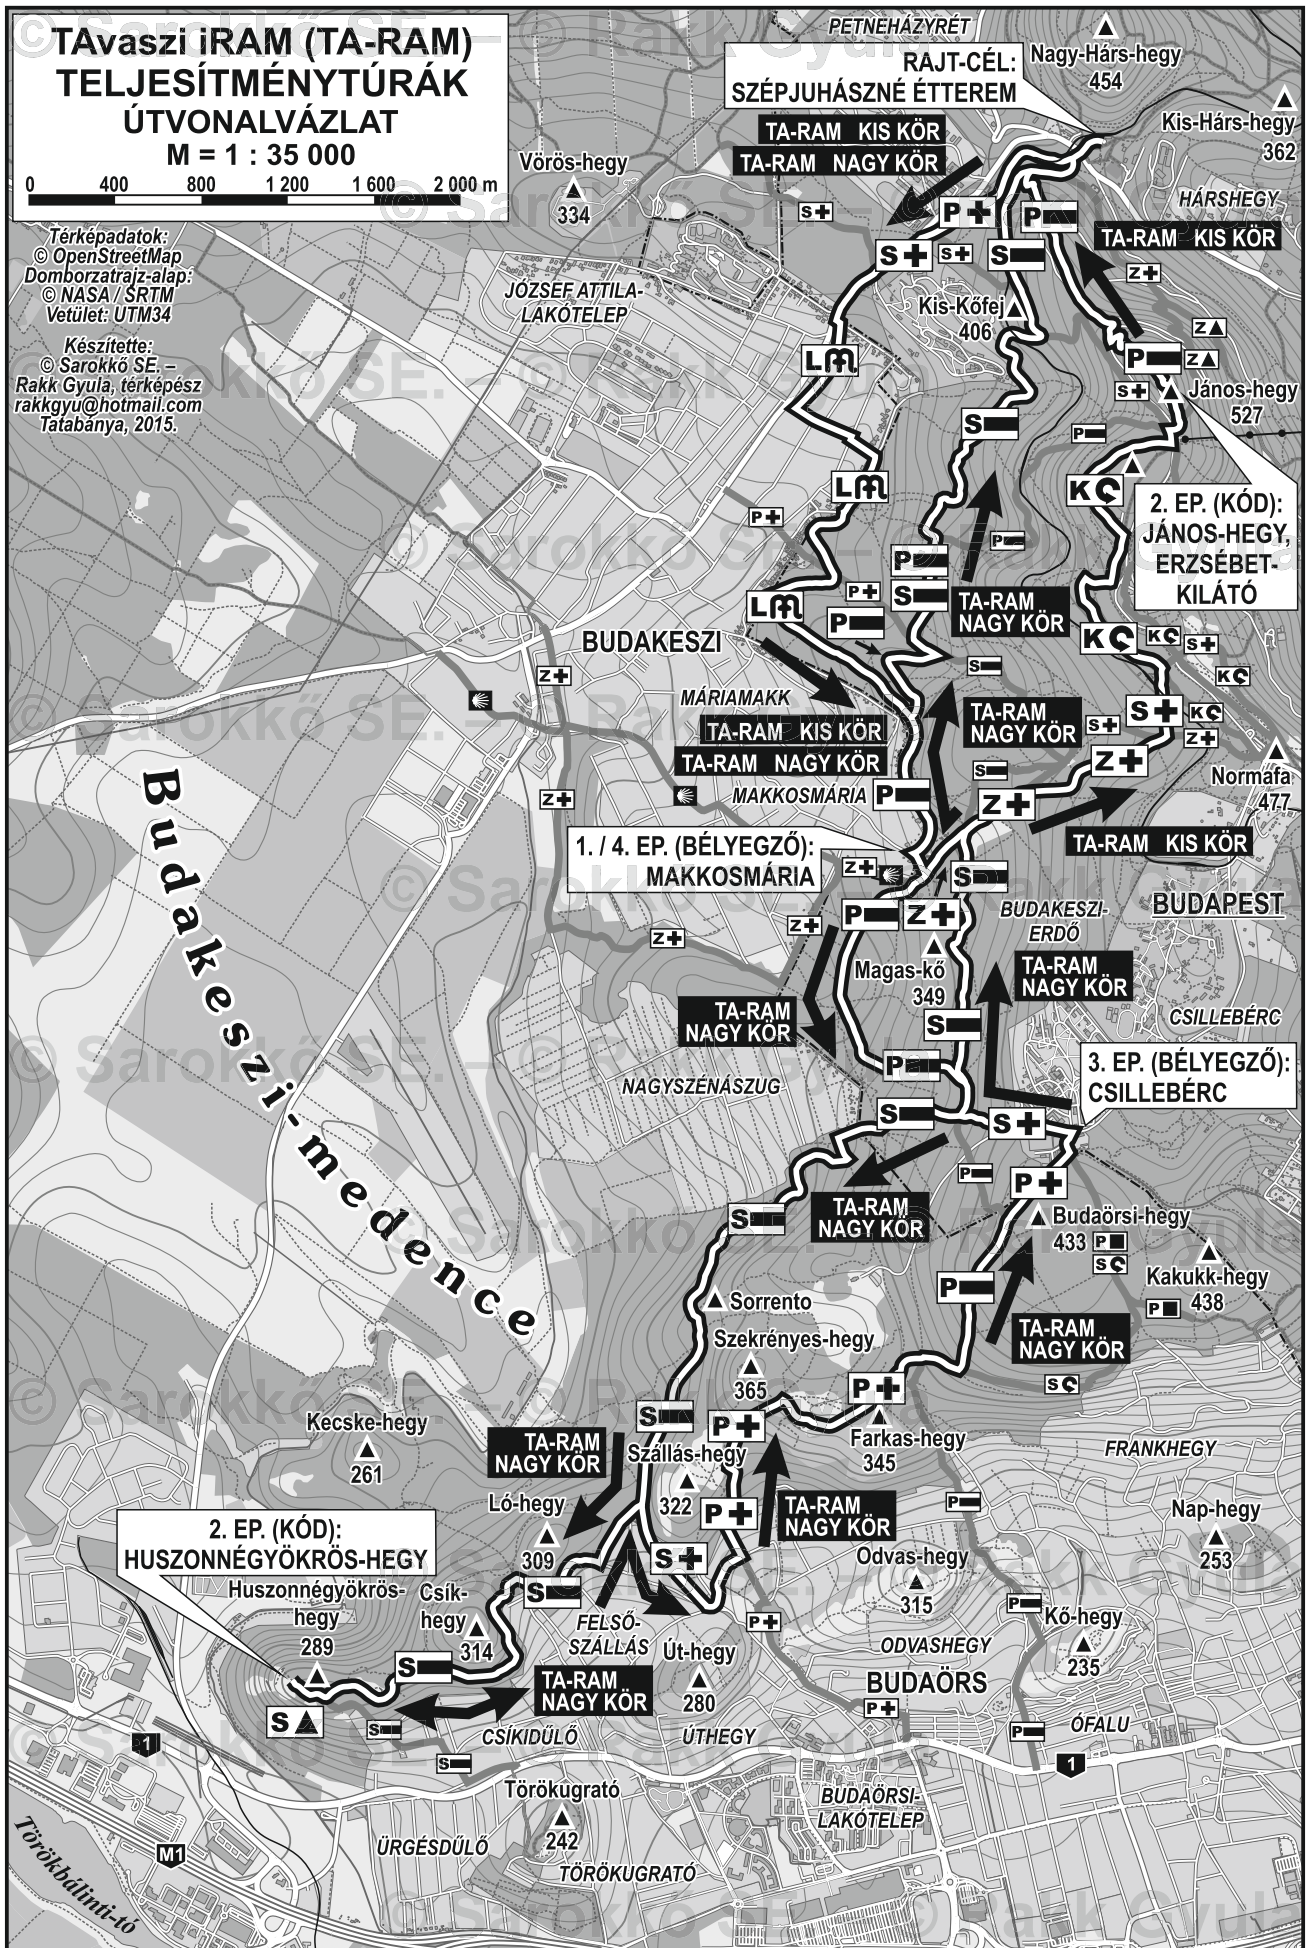 TAvaszi iRAM (TA-RAM)
TELJESÍTMÉNYTÚRÁK
ÚTVONALVÁZLAT
M = 1 : 35 000
0 400 800 1 200 1 600 2 000 m
Térképadatok:
© OpenStreetMap
Domborzatrajz-alap:
© NASA / SRTM
Vetület: UTM34
Készítette:
© Sarokkő SE. –
Rakk Gyula, térképész
rakkgyu@hotmail.com
Tatabánya, 2015.
PETNEHÁZYRÉT
Nagy-Hárs-hegy
454
RAJT-CÉL:
SZÉPJUHÁSZNÉ ÉTTEREM
Kis-Hárs-hegy
362
TA-RAM KIS KÖR
TA-RAM NAGY KÖR
Vörös-hegy
334
HÁRSHEGY
TA-RAM KIS KÖR
S
P
P
S
S
S
Z
JÓZSEF ATTILA-
LAKÓTELEP
Kis-Kőfej
406
Z
L
P
Z
János-hegy
527
S
S
P
L
K
2. EP. (KÓD):
JÁNOS-HEGY,
ERZSÉBET-
KILÁTÓ
P
P
P
S
L
P
P
TA-RAM
NAGY KÖR
BUDAKESZI
K
K
S
S
Z
K
MÁRIAMAKK
TA-RAM KIS KÖR
TA-RAM NAGY KÖR
TA-RAM
NAGY KÖR
S
K
S
Z
Z
S
Normafa
477
MAKKOSMÁRIA
P
Z
Z
TA-RAM KIS KÖR
1. / 4. EP. (BÉLYEGZŐ):
MAKKOSMÁRIA
Z
S
P
Z
BUDAKESZI-
ERDŐ
BUDAPEST
Z
Z
Magas-kő
349
TA-RAM
NAGY KÖR
TA-RAM
NAGY KÖR
S
CSILLEBÉRC
Budakeszi-medence
NAGYSZÉNÁSZUG
P
3. EP. (BÉLYEGZŐ):
CSILLEBÉRC
S
S
P
P
TA-RAM
NAGY KÖR
S
Budaörsi-hegy
433
P
S
Kakukk-hegy
438
P
P
Sorrento
Szekrényes-hegy
365
TA-RAM
NAGY KÖR
P
S
Kecske-hegy
261
S
P
Farkas-hegy
345
FRANKHEGY
TA-RAM
NAGY KÖR
Szállás-hegy
322
Ló-hegy
309
P
TA-RAM
NAGY KÖR
P
Nap-hegy
253
2. EP. (KÓD):
HUSZONNÉGYÖKRÖS-HEGY
S
Odvas-hegy
315
Huszonnégyökrös-
hegy
289
Csík-
hegy
314
S
FELSŐ-
SZÁLLÁS
P
P
Kő-hegy
235
ODVASHEGY
Út-hegy
280
S
TA-RAM
NAGY KÖR
BUDAÖRS
P
S
S
CSÍKIDŰLŐ
ÚTHEGY
ÓFALU
P
1
S
1
Törökugrató
242
BUDAÖRSI-
LAKÓTELEP
M1
ÜRGÉSDŰLŐ
TÖRÖKUGRATÓ
Törökbálinti-tó
© Sarokkő SE. – © Rakk Gyula